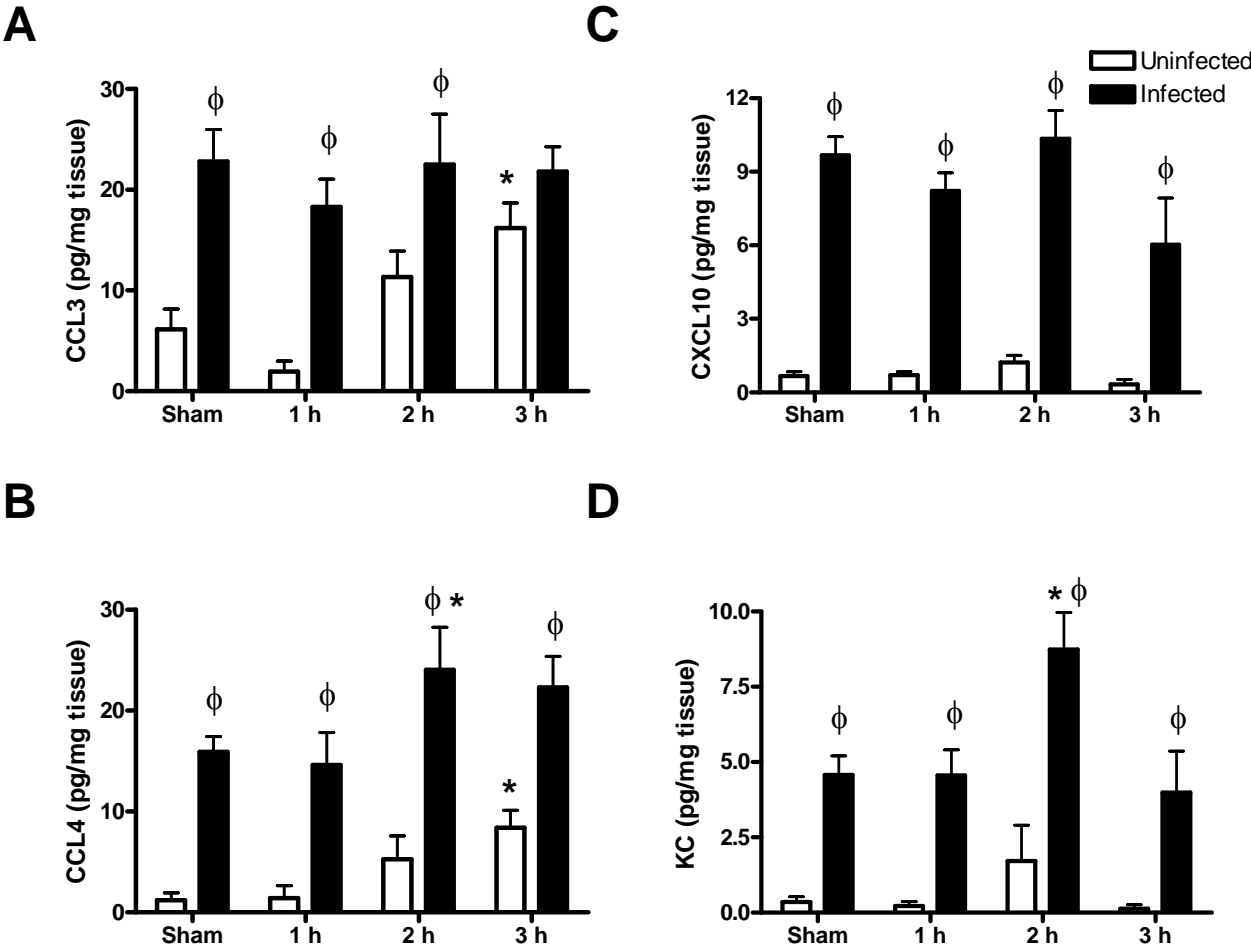 A
CCL3 (pg/mg tissue)
30
20
10
0
ϕ
ϕ
ϕ
*
Sham 1 h 2 h 3 h
C
Uninfected
Infected
CXCL10 (pg/mg tissue)
12
9
6
3
0
ϕ
ϕ
ϕ
ϕ
Sham 1 h 2 h 3 h
B
CCL4 (pg/mg tissue)
30
20
10
0
ϕ
ϕ
ϕ *
*
ϕ
Sham 1 h 2 h 3 h
D
KC (pg/mg tissue)
10.0
7.5
5.0
2.5
0.0
ϕ
ϕ
* ϕ
ϕ
Sham 1 h 2 h 3 h